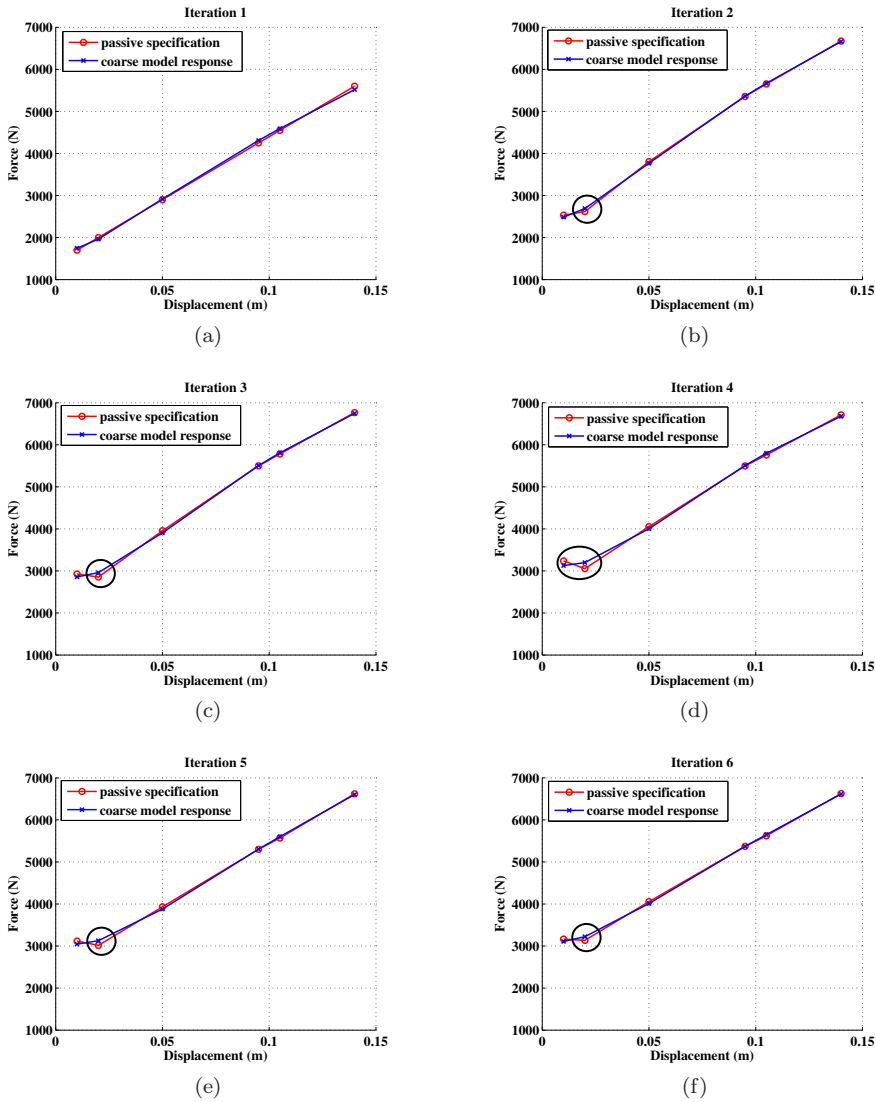 Iteration 1
7000
6000
5000
4000
3000
2000
1000
0
0.05
0.1
0.15
Force (N)
Displacement (m)
passive specification
coarse model response
(a)
Iteration 2
7000
6000
5000
4000
3000
2000
1000
0
0.05
0.1
0.15
Force (N)
Displacement (m)
passive specification
coarse model response
(b)
Iteration 3
7000
6000
5000
4000
3000
2000
1000
0
0.05
0.1
0.15
Force (N)
Displacement (m)
passive specification
coarse model response
(c)
Iteration 4
7000
6000
5000
4000
3000
2000
1000
0
0.05
0.1
0.15
Force (N)
Displacement (m)
passive specification
coarse model response
(d)
Iteration 5
7000
6000
5000
4000
3000
2000
1000
0
0.05
0.1
0.15
Force (N)
Displacement (m)
passive specification
coarse model response
(e)
Iteration 6
7000
6000
5000
4000
3000
2000
1000
0
0.05
0.1
0.15
Force (N)
Displacement (m)
passive specification
coarse model response
(f)